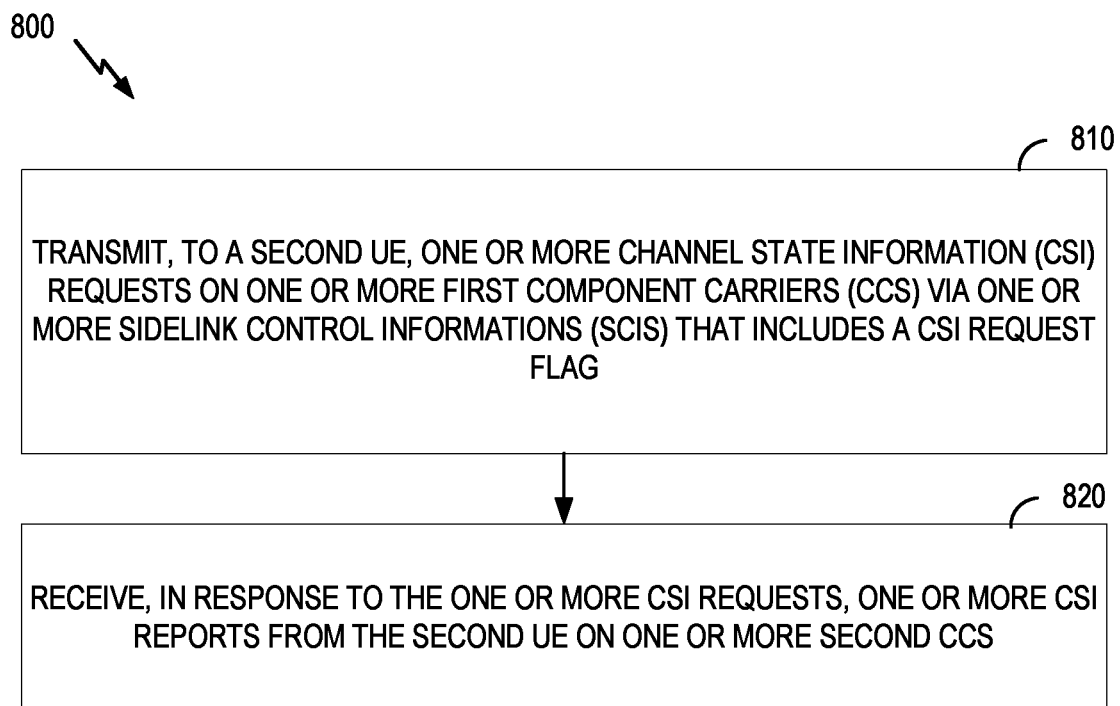 800
810
TRANSMIT, TO A SECOND UE, ONE OR MORE CHANNEL STATE INFORMATION (CSI)
REQUESTS ON ONE OR MORE FIRST COMPONENT CARRIERS (CCS) VIA ONE OR
MORE SIDELINK CONTROL INFORMATIONS (SCIS) THAT INCLUDES A CSI REQUEST
FLAG
820
RECEIVE, IN RESPONSE TO THE ONE OR MORE CSI REQUESTS, ONE OR MORE CSI
REPORTS FROM THE SECOND UE ON ONE OR MORE SECOND CCS